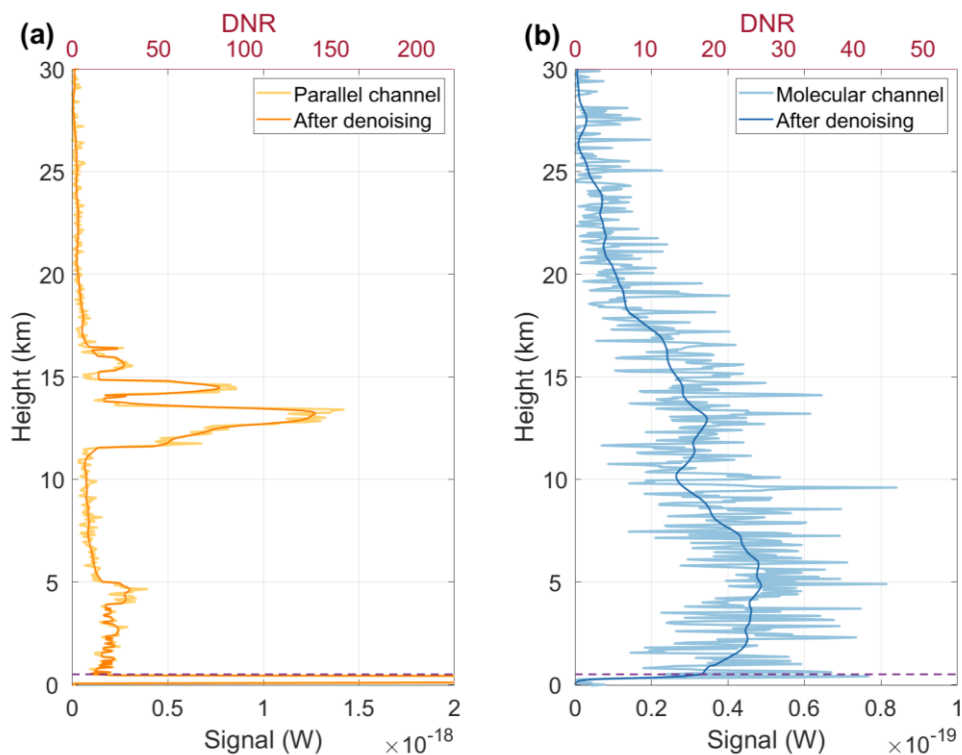 (a)
DNR
0 50 100 150 200
30
25
20
15
10
5
0
Height (km)
Parallel channel
After denoising
0 0.5 1 1.5 2
Signal (W)
×10⁻¹⁸
(b)
DNR
0 10 20 30 40 50
30
25
20
15
10
5
0
Height (km)
Molecular channel
After denoising
0 0.2 0.4 0.6 0.8 1
Signal (W)
×10⁻¹⁹